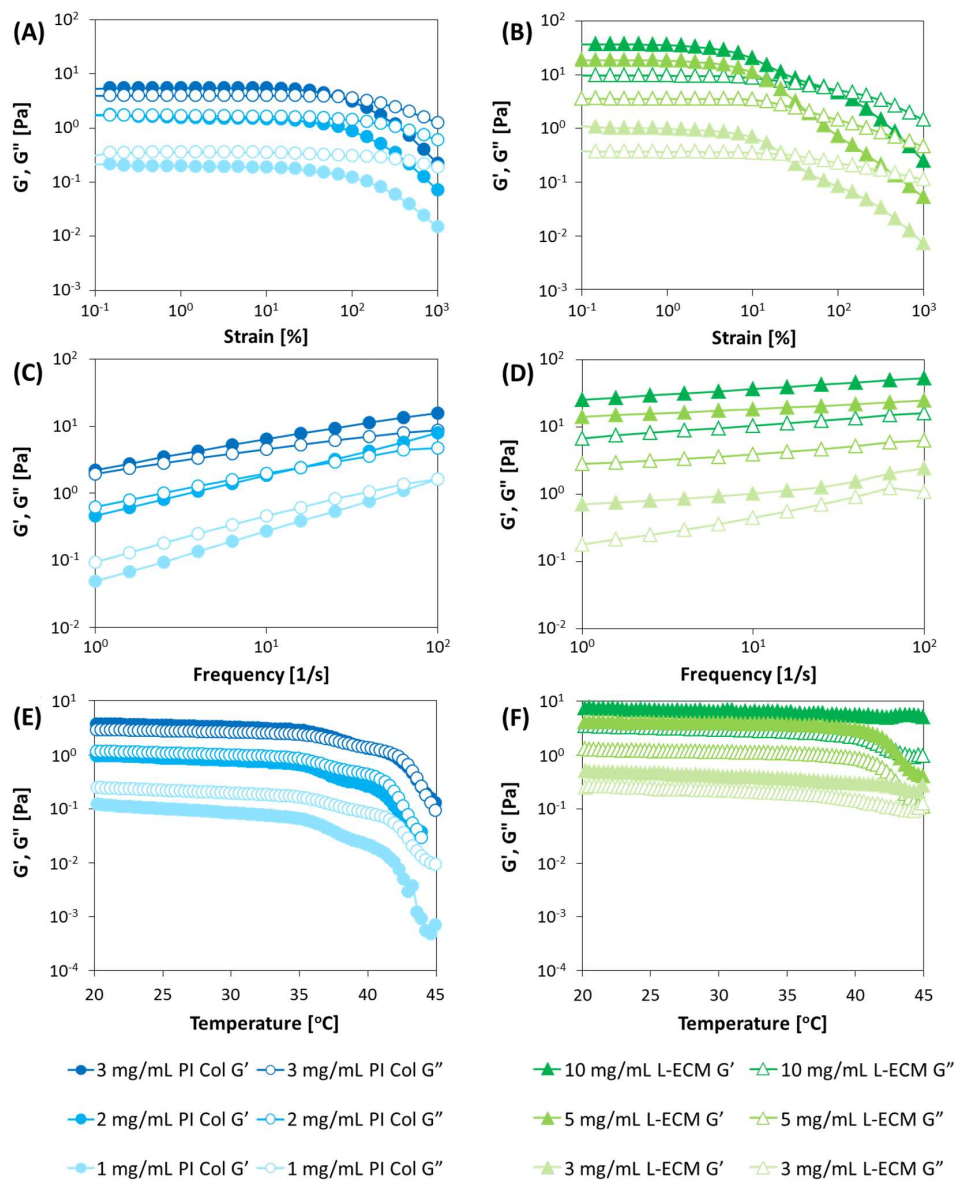 (A)
10² 10¹ 10⁰ 10⁻¹ 10⁻² 10⁻³
G', G" [Pa]
10⁻¹ 10⁰ 10¹ 10² 10³
Strain [%]
(B)
10² 10¹ 10⁰ 10⁻¹ 10⁻² 10⁻³
G', G" [Pa]
10⁻¹ 10⁰ 10¹ 10² 10³
Strain [%]
(C)
10² 10¹ 10⁰ 10⁻¹ 10⁻²
G', G" [Pa]
10⁰ 10¹ 10²
Frequency [1/s]
(D)
10² 10¹ 10⁰ 10⁻¹ 10⁻²
G', G" [Pa]
10⁰ 10¹ 10²
Frequency [1/s]
(E)
10¹ 10⁰ 10⁻¹ 10⁻² 10⁻³ 10⁻⁴
G', G" [Pa]
20 25 30 35 40 45
Temperature [°C]
(F)
10¹ 10⁰ 10⁻¹ 10⁻² 10⁻³ 10⁻⁴
G', G" [Pa]
20 25 30 35 40 45
Temperature [°C]
3 mg/mL PI Col G’ 3 mg/mL PI Col G”
2 mg/mL PI Col G’ 2 mg/mL PI Col G”
1 mg/mL PI Col G’ 1 mg/mL PI Col G”
10 mg/mL L-ECM G’ 10 mg/mL L-ECM G”
5 mg/mL L-ECM G’ 5 mg/mL L-ECM G”
3 mg/mL L-ECM G’ 3 mg/mL L-ECM G”